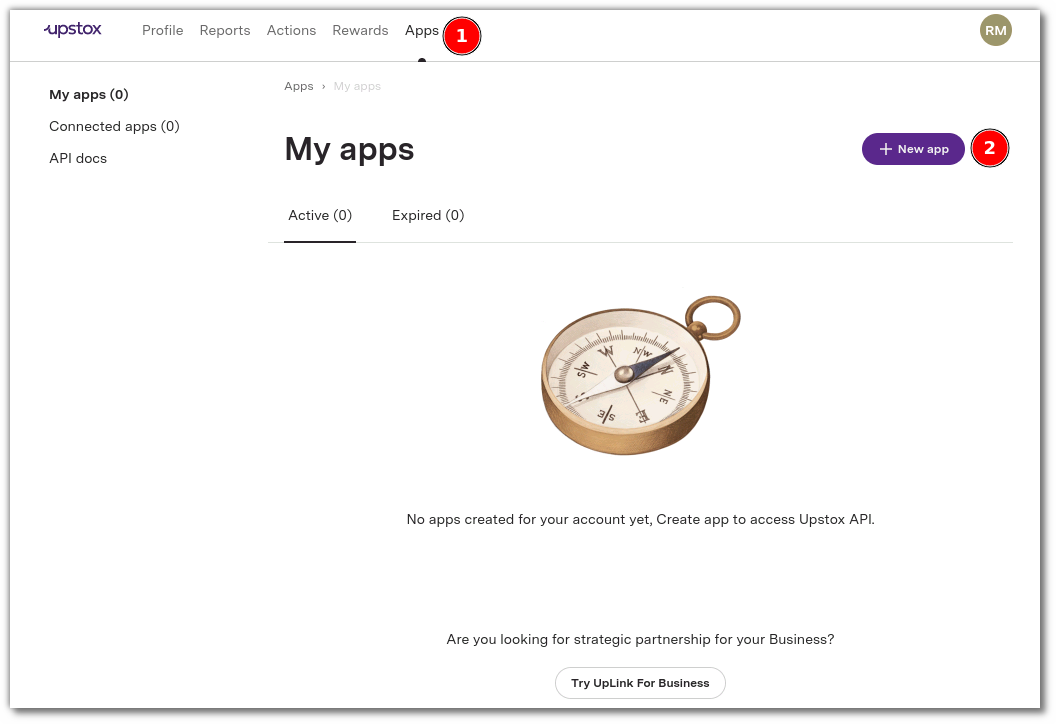 upstox Profile Reports Actions Rewards Apps 1 RM
My apps (0)
Connected apps (0)
API docs
Apps › My apps
My apps
+ New app 2
Active (0) Expired (0)
W NW N NE E SE SW
No apps created for your account yet, Create app to access Upstox API.
Are you looking for strategic partnership for your Business?
Try UpLink For Business